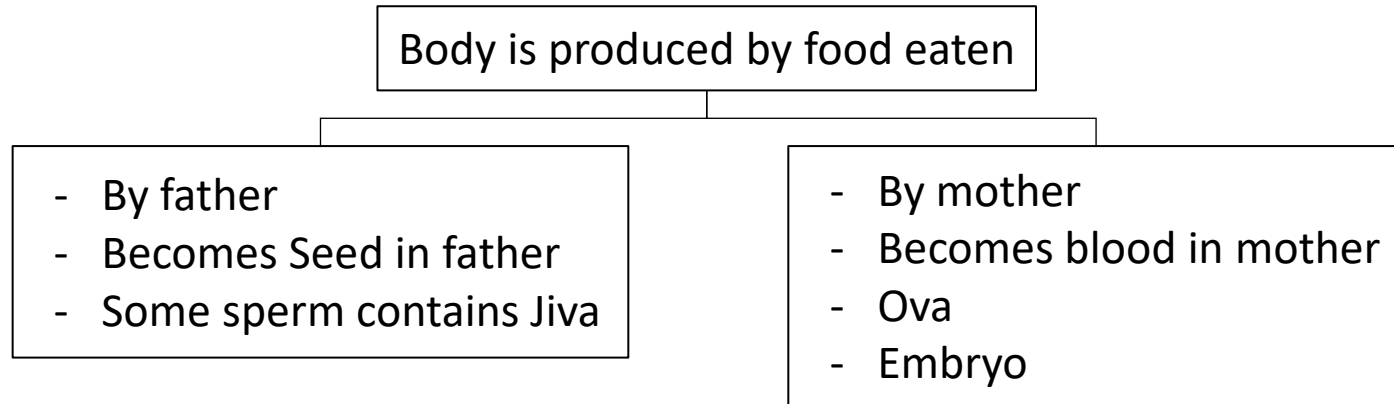 Body is produced by food eaten
- By father
- Becomes Seed in father
- Some sperm contains Jiva
- By mother
- Becomes blood in mother
- Ova
- Embryo